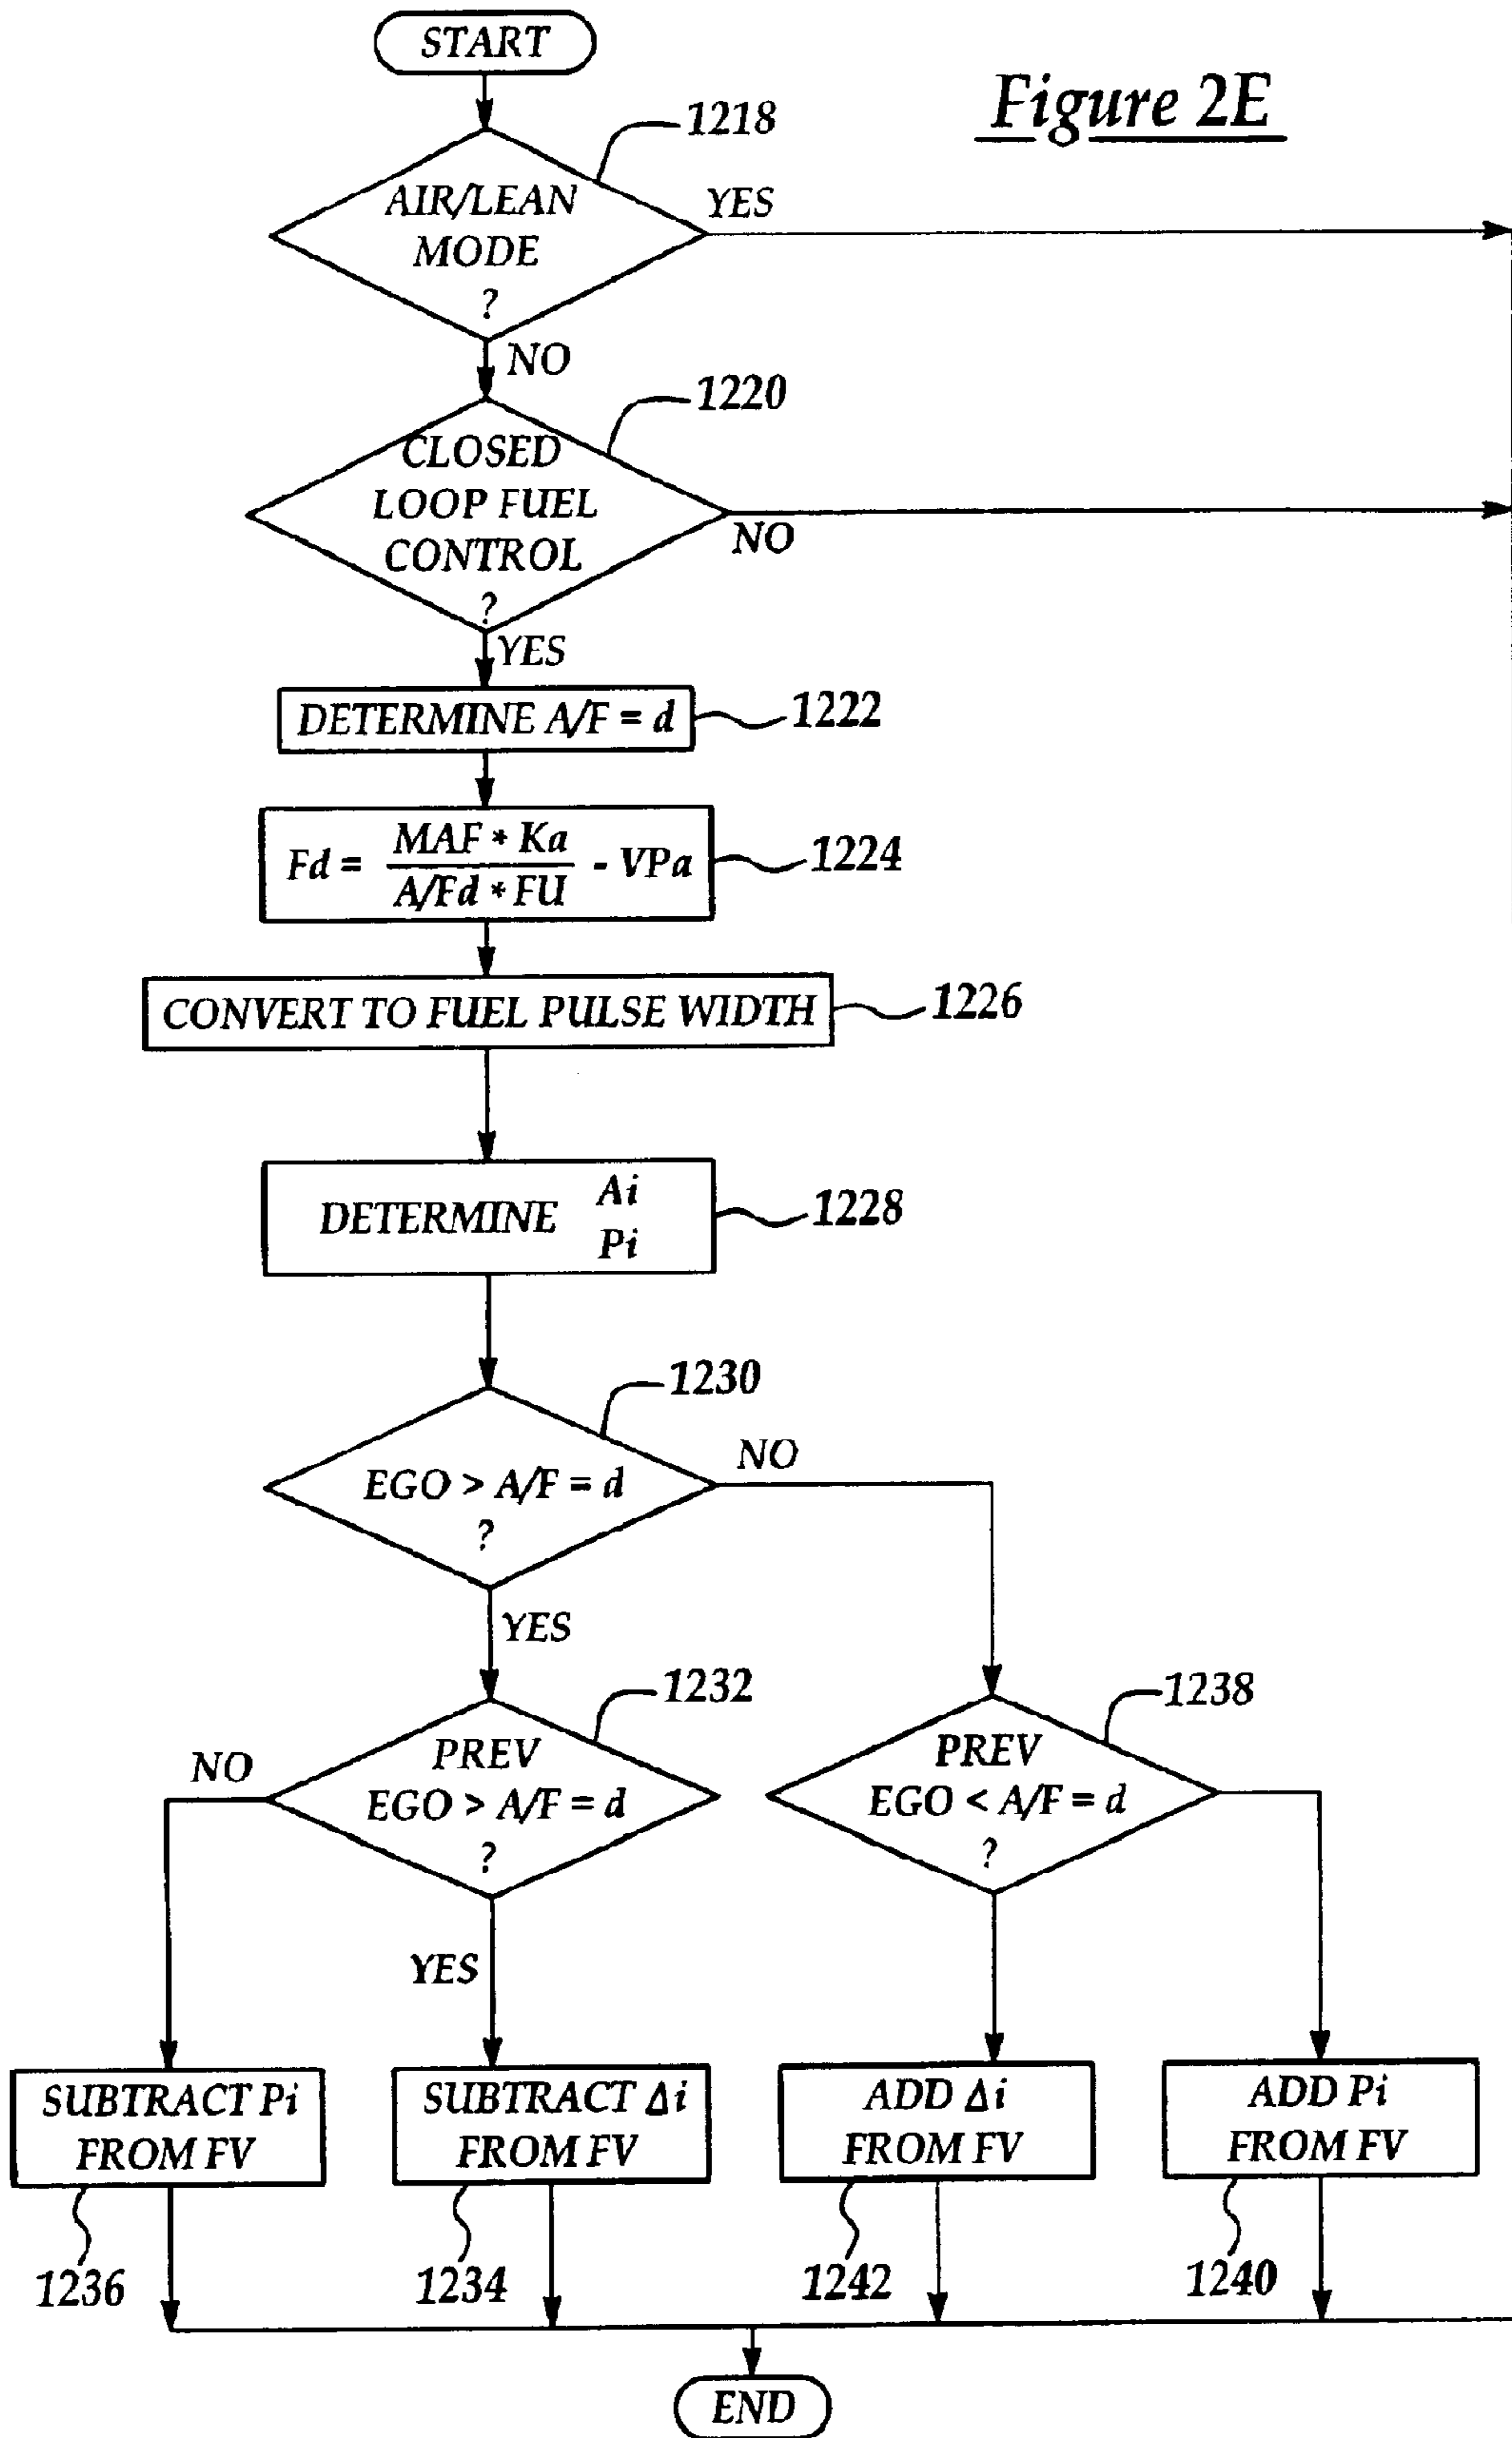 START
Figure 2E
1218
AIR/LEAN
MODE
?
YES
NO
1220
CLOSED
LOOP FUEL
CONTROL
?
NO
YES
DETERMINE A/F = d
1222
Fd = MAF * Ka / A/Fd * FU - VPa
1224
CONVERT TO FUEL PULSE WIDTH
1226
DETERMINE Ai
Pi
1228
1230
EGO > A/F = d
?
NO
YES
1232
PREV
EGO > A/F = d
?
NO
YES
1238
PREV
EGO < A/F = d
?
SUBTRACT Pi
FROM FV
SUBTRACT Δi
FROM FV
ADD Δi
FROM FV
ADD Pi
FROM FV
1236
1234
1242
1240
END